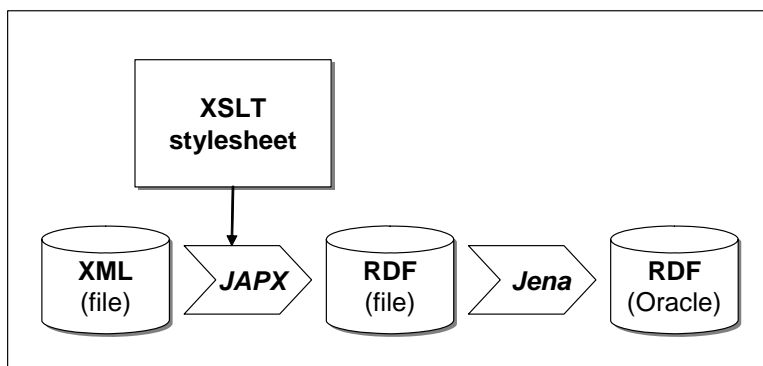 XSLT
stylesheet
XML
(file)
JAPX
RDF
(file)
Jena
RDF
(Oracle)